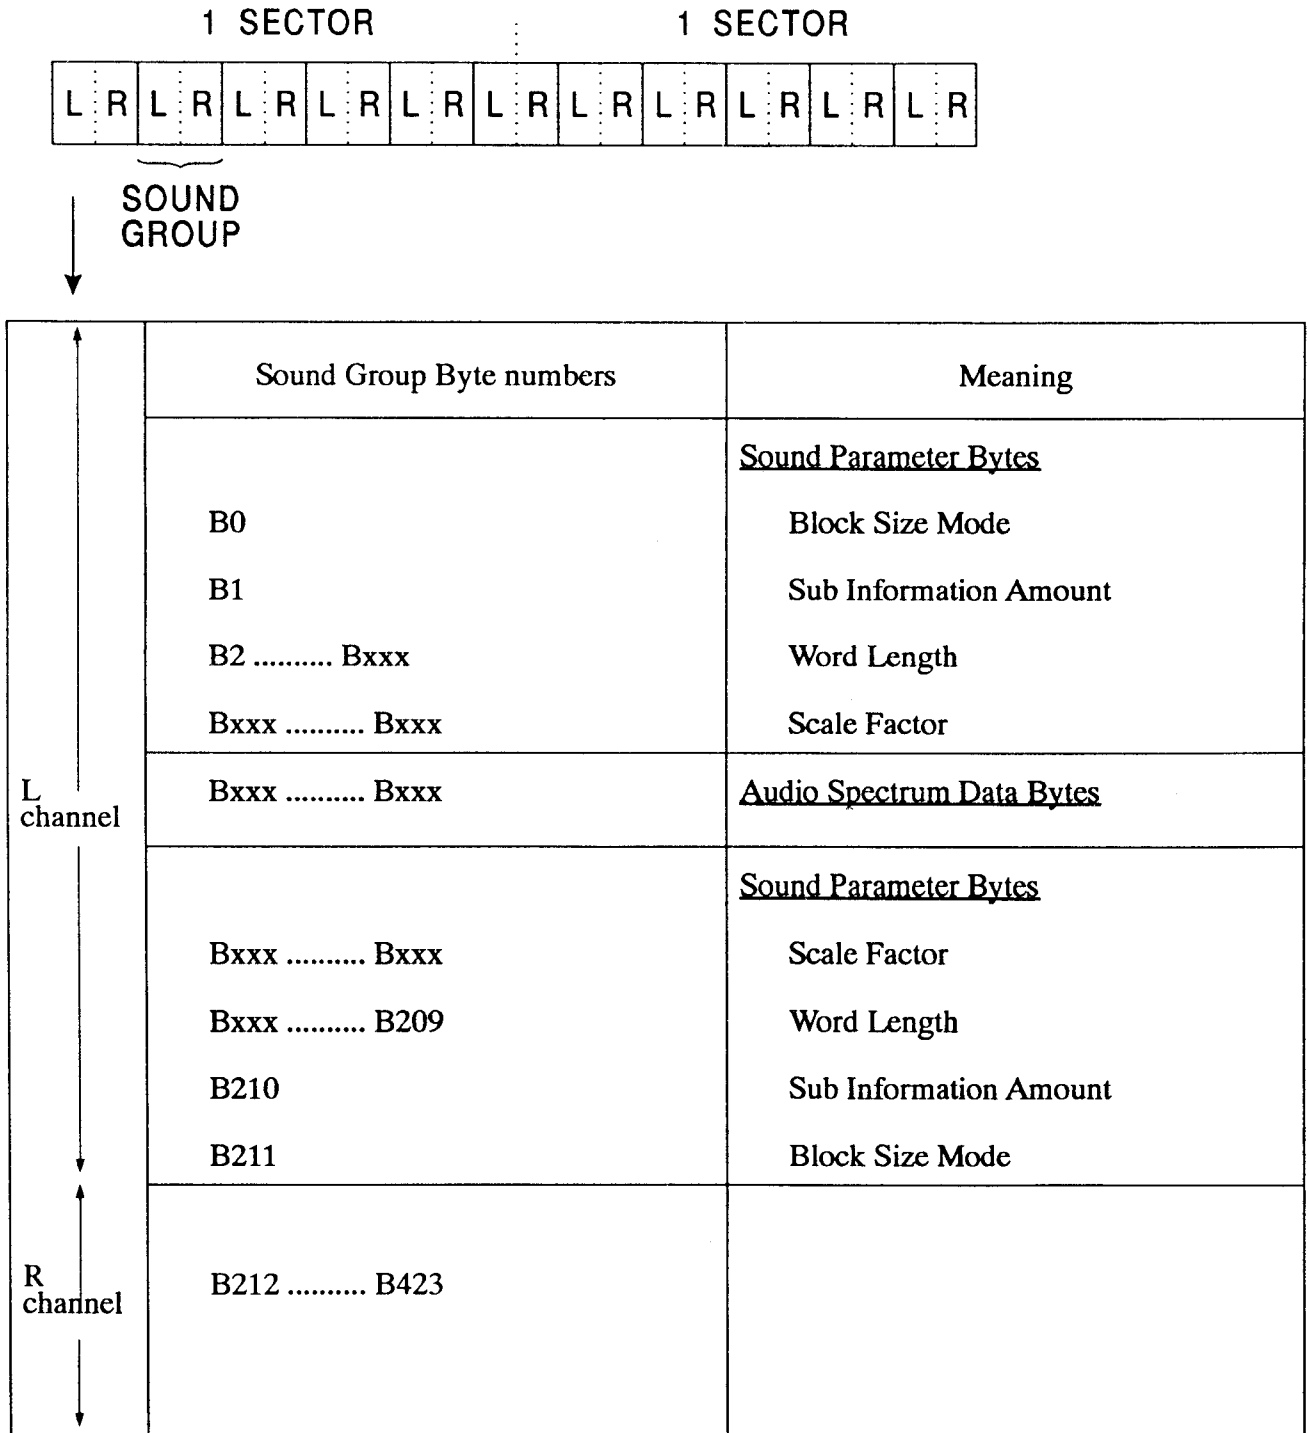 1 SECTOR 1 SECTOR
L R L R L R L R L R L R L R L R L R L R L R
SOUND
GROUP
Sound Group Byte numbers Meaning
Sound Parameter Bytes
B0 Block Size Mode
B1 Sub Information Amount
B2 .......... Bxxx Word Length
Bxxx .......... Bxxx Scale Factor
L
channel
Bxxx .......... Bxxx Audio Spectrum Data Bytes
Sound Parameter Bytes
Bxxx .......... Bxxx Scale Factor
Bxxx .......... B209 Word Length
B210 Sub Information Amount
B211 Block Size Mode
R
channel
B212 .......... B423